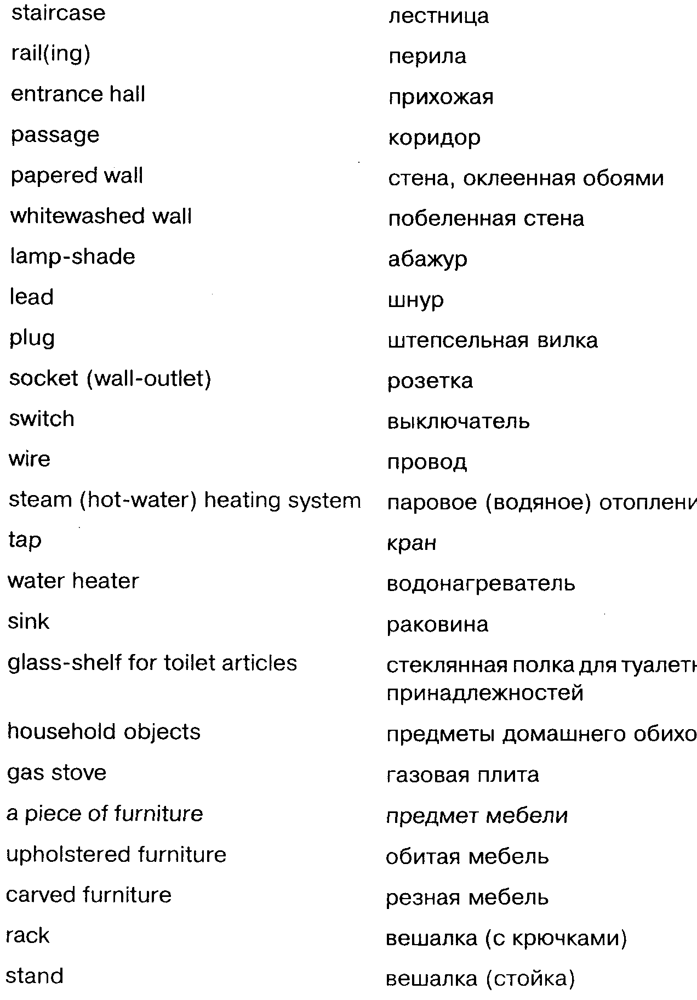 staircase лестница
rail(ing) перила
entrance hall прихожая
passage коридор
papered wall стена, оклеенная обоями
whitewashed wall побеленная стена
lamp-shade абажур
lead шнур
plug штепсельная вилка
socket (wall-outlet) розетка
switch выключатель
wire провод
steam (hot-water) heating system паровое (водяное) отоплени
tap кран
water heater водонагреватель
sink раковина
glass-shelf for toilet articles стеклянная полка для туалет
принадлежностей
household objects предметы домашнего обихо
gas stove газовая плита
a piece of furniture предмет мебели
upholstered furniture обитая мебель
carved furniture резная мебель
rack вешалка (с крючками)
stand вешалка (стойка)